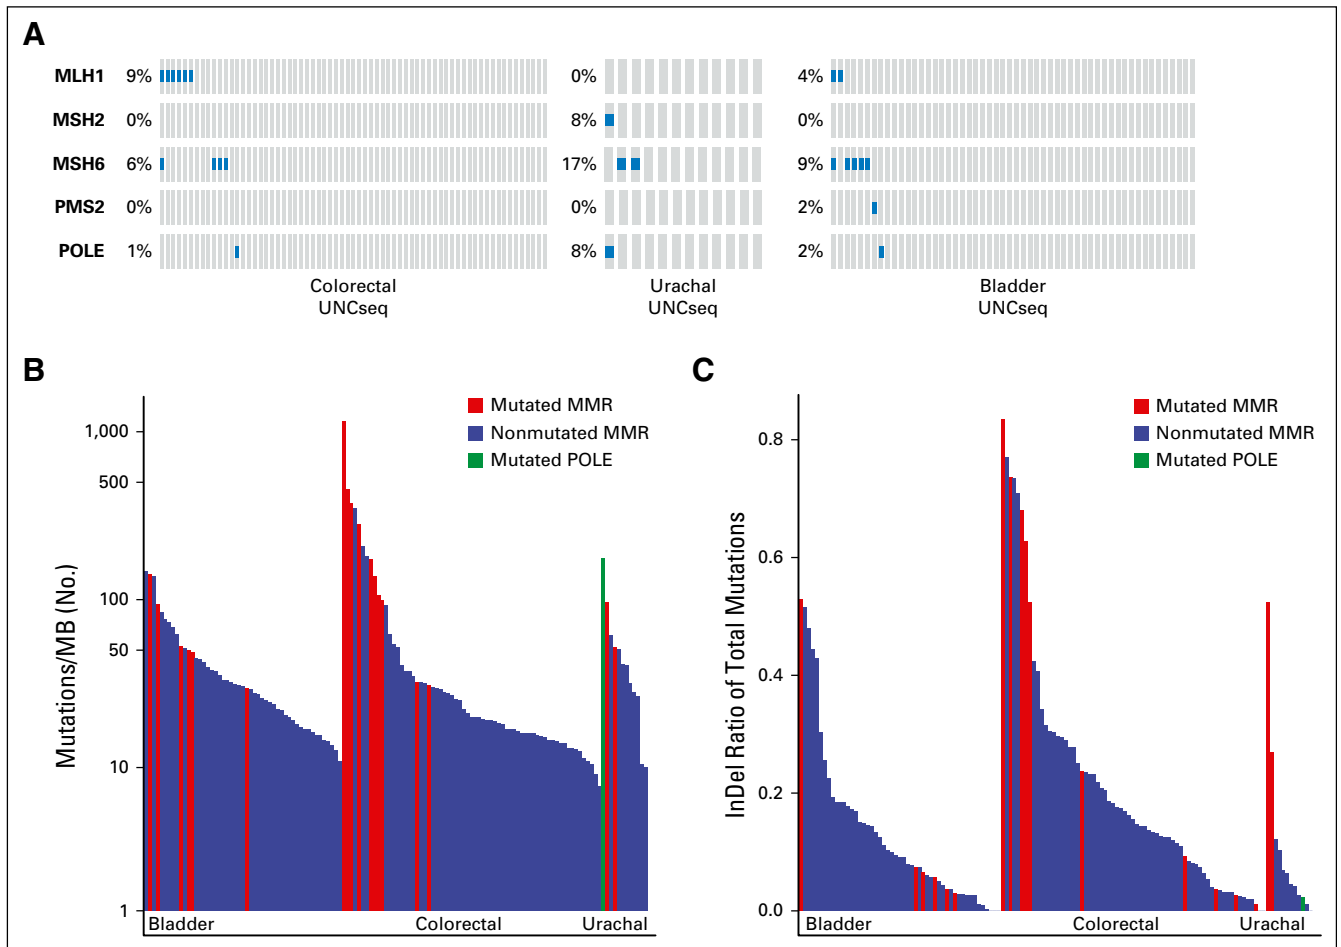 A
MLH1 9% 0% 4%
MSH2 0% 8% 0%
MSH6 6% 17% 9%
PMS2 0% 0% 2%
POLE 1% 8% 2%
Colorectal UNCseq
Urachal UNCseq
Bladder UNCseq
B
Mutations/MB (No.)
1,000
500
100
50
10
1
Mutated MMR
Nonmutated MMR
Mutated POLE
Bladder Colorectal Urachal
C
InDel Ratio of Total Mutations
0.8
0.6
0.4
0.2
0.0
Mutated MMR
Nonmutated MMR
Mutated POLE
Bladder Colorectal Urachal